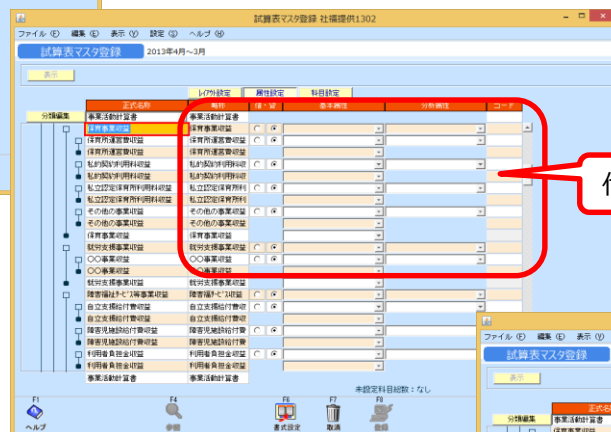 試算表マスタ登録 社福提供1302
ファイル(F) 編集(E) 表示(Y) 設定(S) ヘルプ(H)
試算表マスタ登録 2013年4月～3月
表示
ﾚｲｱｳﾄ設定 属性設定 科目設定
分類編集 正式名称 略称 借・貸 基本属性 分析属性 コード
事業活動計算書 事業活動計算書
保育事業収益 保育事業収益
保育所運営費収益 保育所運営費収益
保育所運営費収益 保育所運営費収益
私的契約利用料収益 私的契約利用料収
私的契約利用料収益 私的契約利用料収
私立認定保育所利用料収益 私立認定保育所利
私立認定保育所利用料収益 私立認定保育所利
その他の事業収益 その他の事業収益
その他の事業収益 その他の事業収益
保育事業収益 保育事業収益
就労支援事業収益 就労支援事業収益
〇〇事業収益 〇〇事業収益
〇〇事業収益 〇〇事業収益
就労支援事業収益 就労支援事業収益
障害福祉ｻｰﾋﾞｽ等事業収益 障害福祉ｻｰﾋﾞｽ収益
自立支援給付費収益 自立支援給付費収
自立支援給付費収益 自立支援給付費収
障害児施設給付費収益 障害児施設給付費
障害児施設給付費収益 障害児施設給付費
利用者負担金収益 利用者負担金収益
利用者負担金収益 利用者負担金収益
事業活動計算書 事業活動計算書
未設定科目総数：なし
F1 F4 F6 F7 F8
ヘルプ 参照 書式設定 取消 登録
ファイル(F) 編集(E) 表示(Y)
試算表マスタ登録
表示
分類編集 正式名
事業活動計算書
保育事業収益